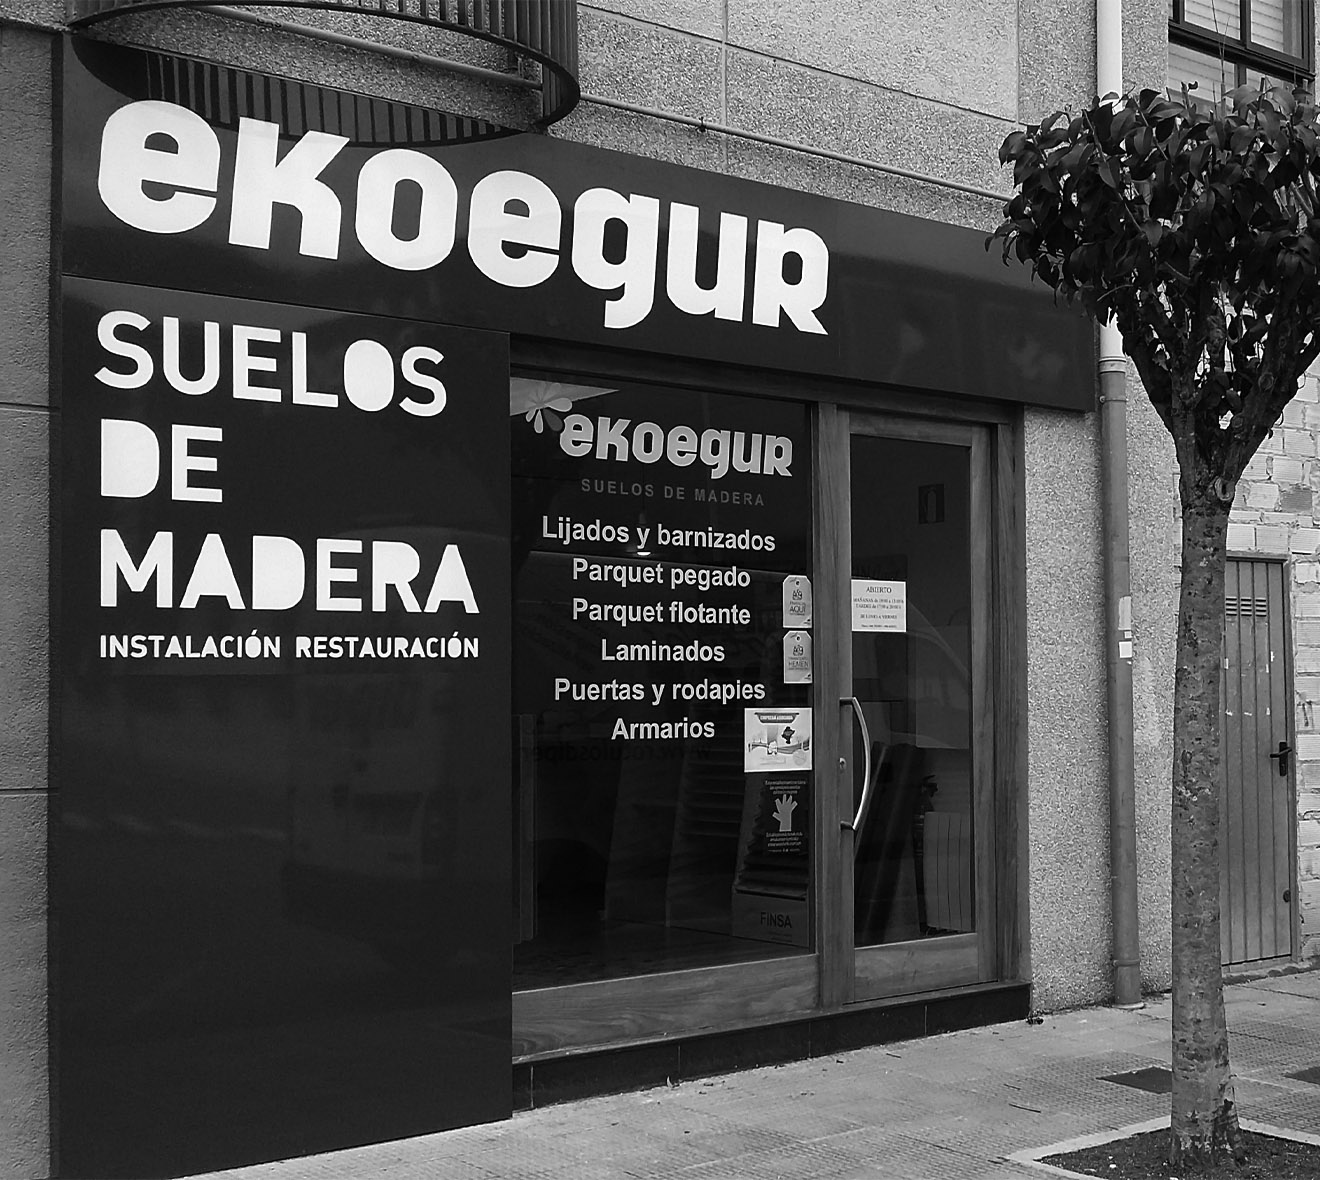 eKoeguR
SUELOS
DE
MADERA
INSTALACIÓN RESTAURACIÓN
eKoeguR
SUELOS DE MADERA
Lijados y barnizados
Parquet pegado
Parquet flotante
Laminados
Puertas y rodapies
Armarios
ABIERTO
AQUÍ
FINSA